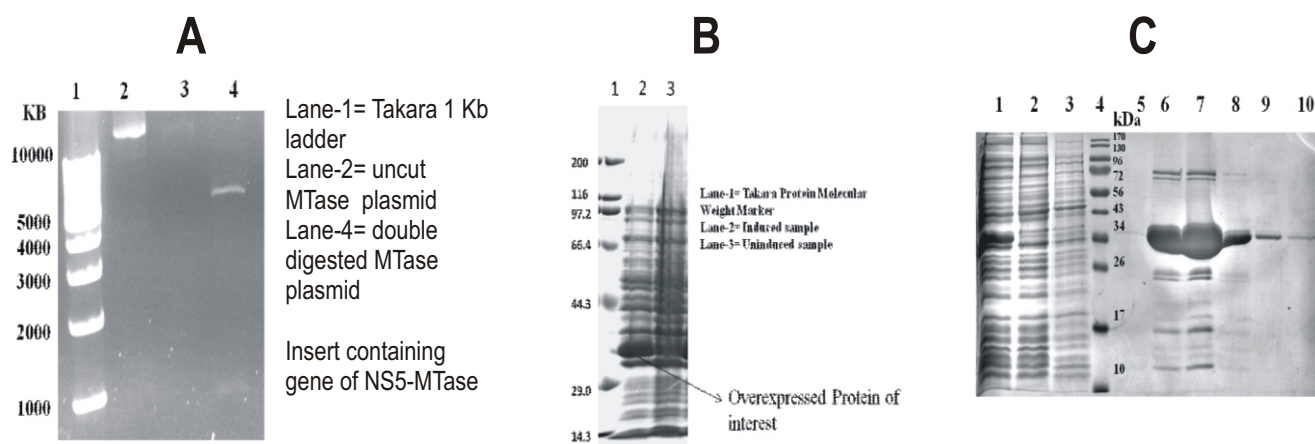 A
1 2 3 4
KB
10000
5000
4000
3000
2000
1000
Lane-1= Takara 1 Kb
ladder
Lane-2= uncut
MTase plasmid
Lane-4= double
digested MTase
plasmid
Insert containing
gene of NS5-MTase
B
1 2 3
200
116
97.2
66.4
44.3
29.0
14.3
Lane-1= Takara Protein Molecular
Weight Marker
Lane-2= Induced sample
Lane-3= Uninduced sample
Overexpressed Protein of
interest
C
1 2 3 4 5 6 7 8 9 10
kDa
170
130
96
72
56
43
34
26
17
10